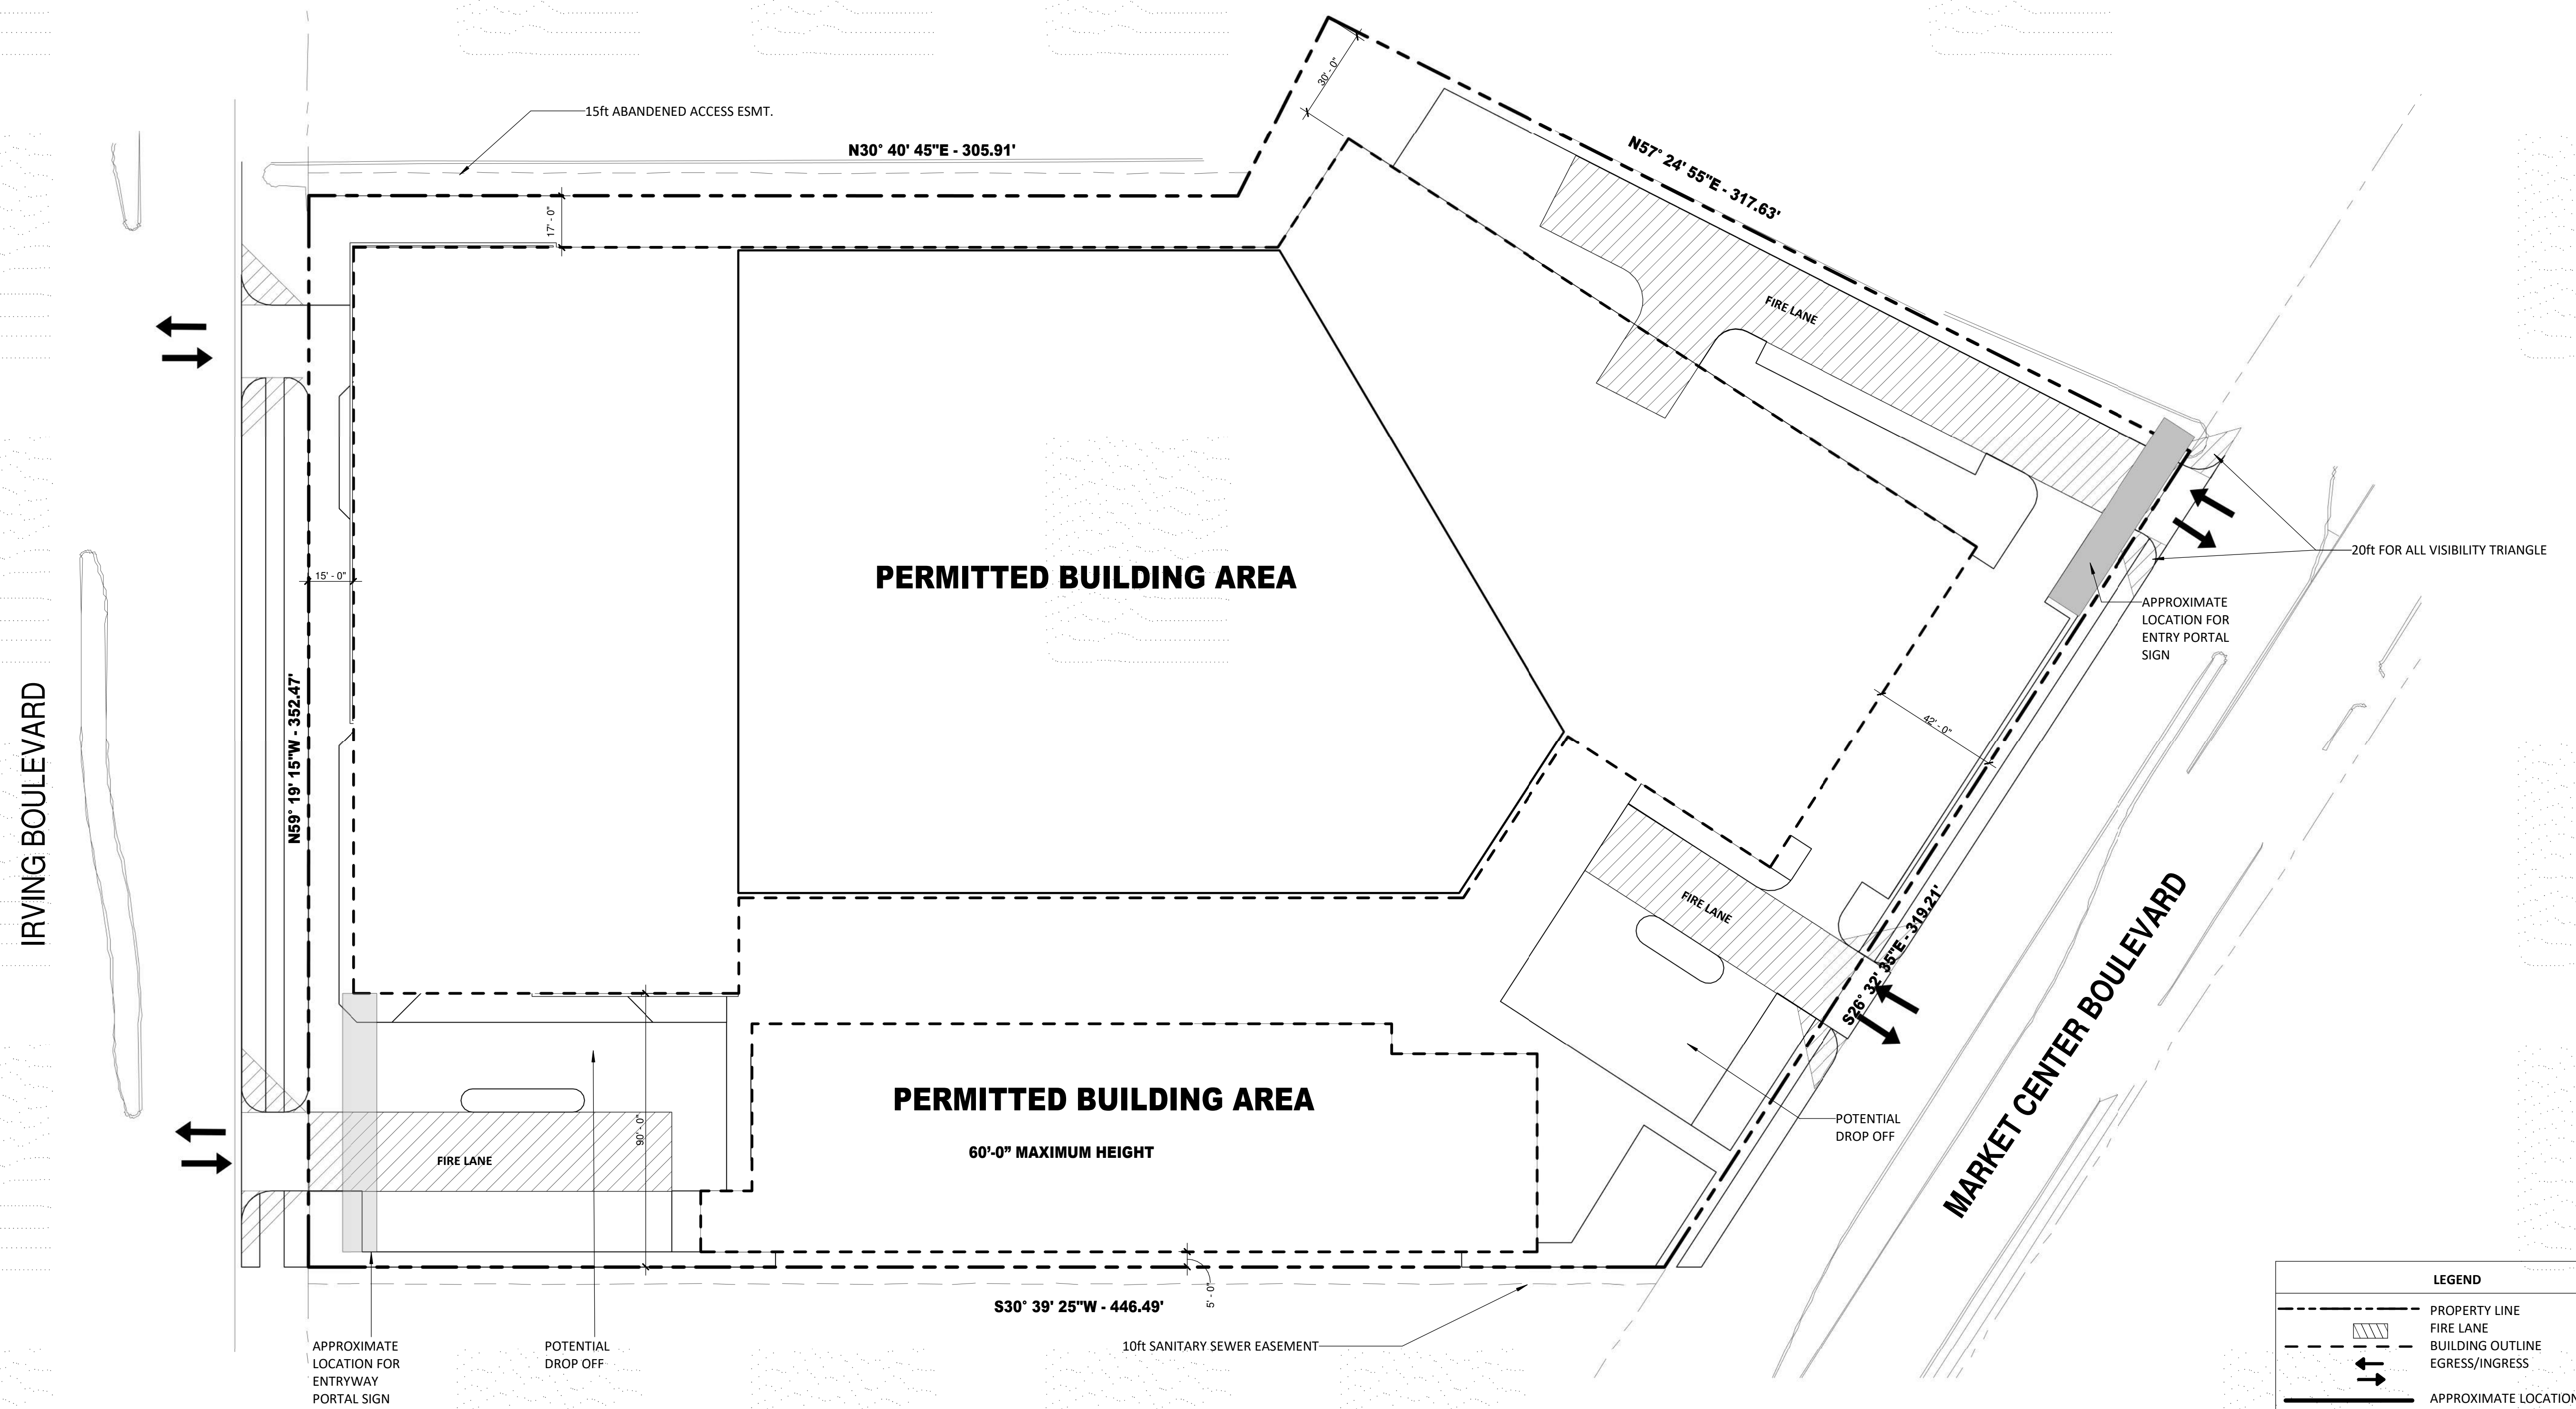 30' - 0"
15ft ABANDENED ACCESS ESMT.
N30° 40' 45"E - 305.91'
N57° 24' 55"E - 317.63'
17' - 0"
FIRE LANE
20ft FOR ALL VISIBILITY TRIANGLE
PERMITTED BUILDING AREA
15' - 0"
APPROXIMATE
LOCATION FOR
ENTRY PORTAL
SIGN
IRVING BOULEVARD
N59° 19' 15"W - 352.47'
42' - 0"
FIRE LANE
S26° 32' 35"E - 319.21'
MARKET CENTER BOULEVARD
PERMITTED BUILDING AREA
60'-0" MAXIMUM HEIGHT
90' - 0"
FIRE LANE
POTENTIAL
DROP OFF
5' - 0"
S30° 39' 25"W - 446.49'
APPROXIMATE
LOCATION FOR
ENTRYWAY
PORTAL SIGN
POTENTIAL
DROP OFF
10ft SANITARY SEWER EASEMENT
LEGEND
PROPERTY LINE
FIRE LANE
BUILDING OUTLINE
EGRESS/INGRESS
APPROXIMATE LOCATION